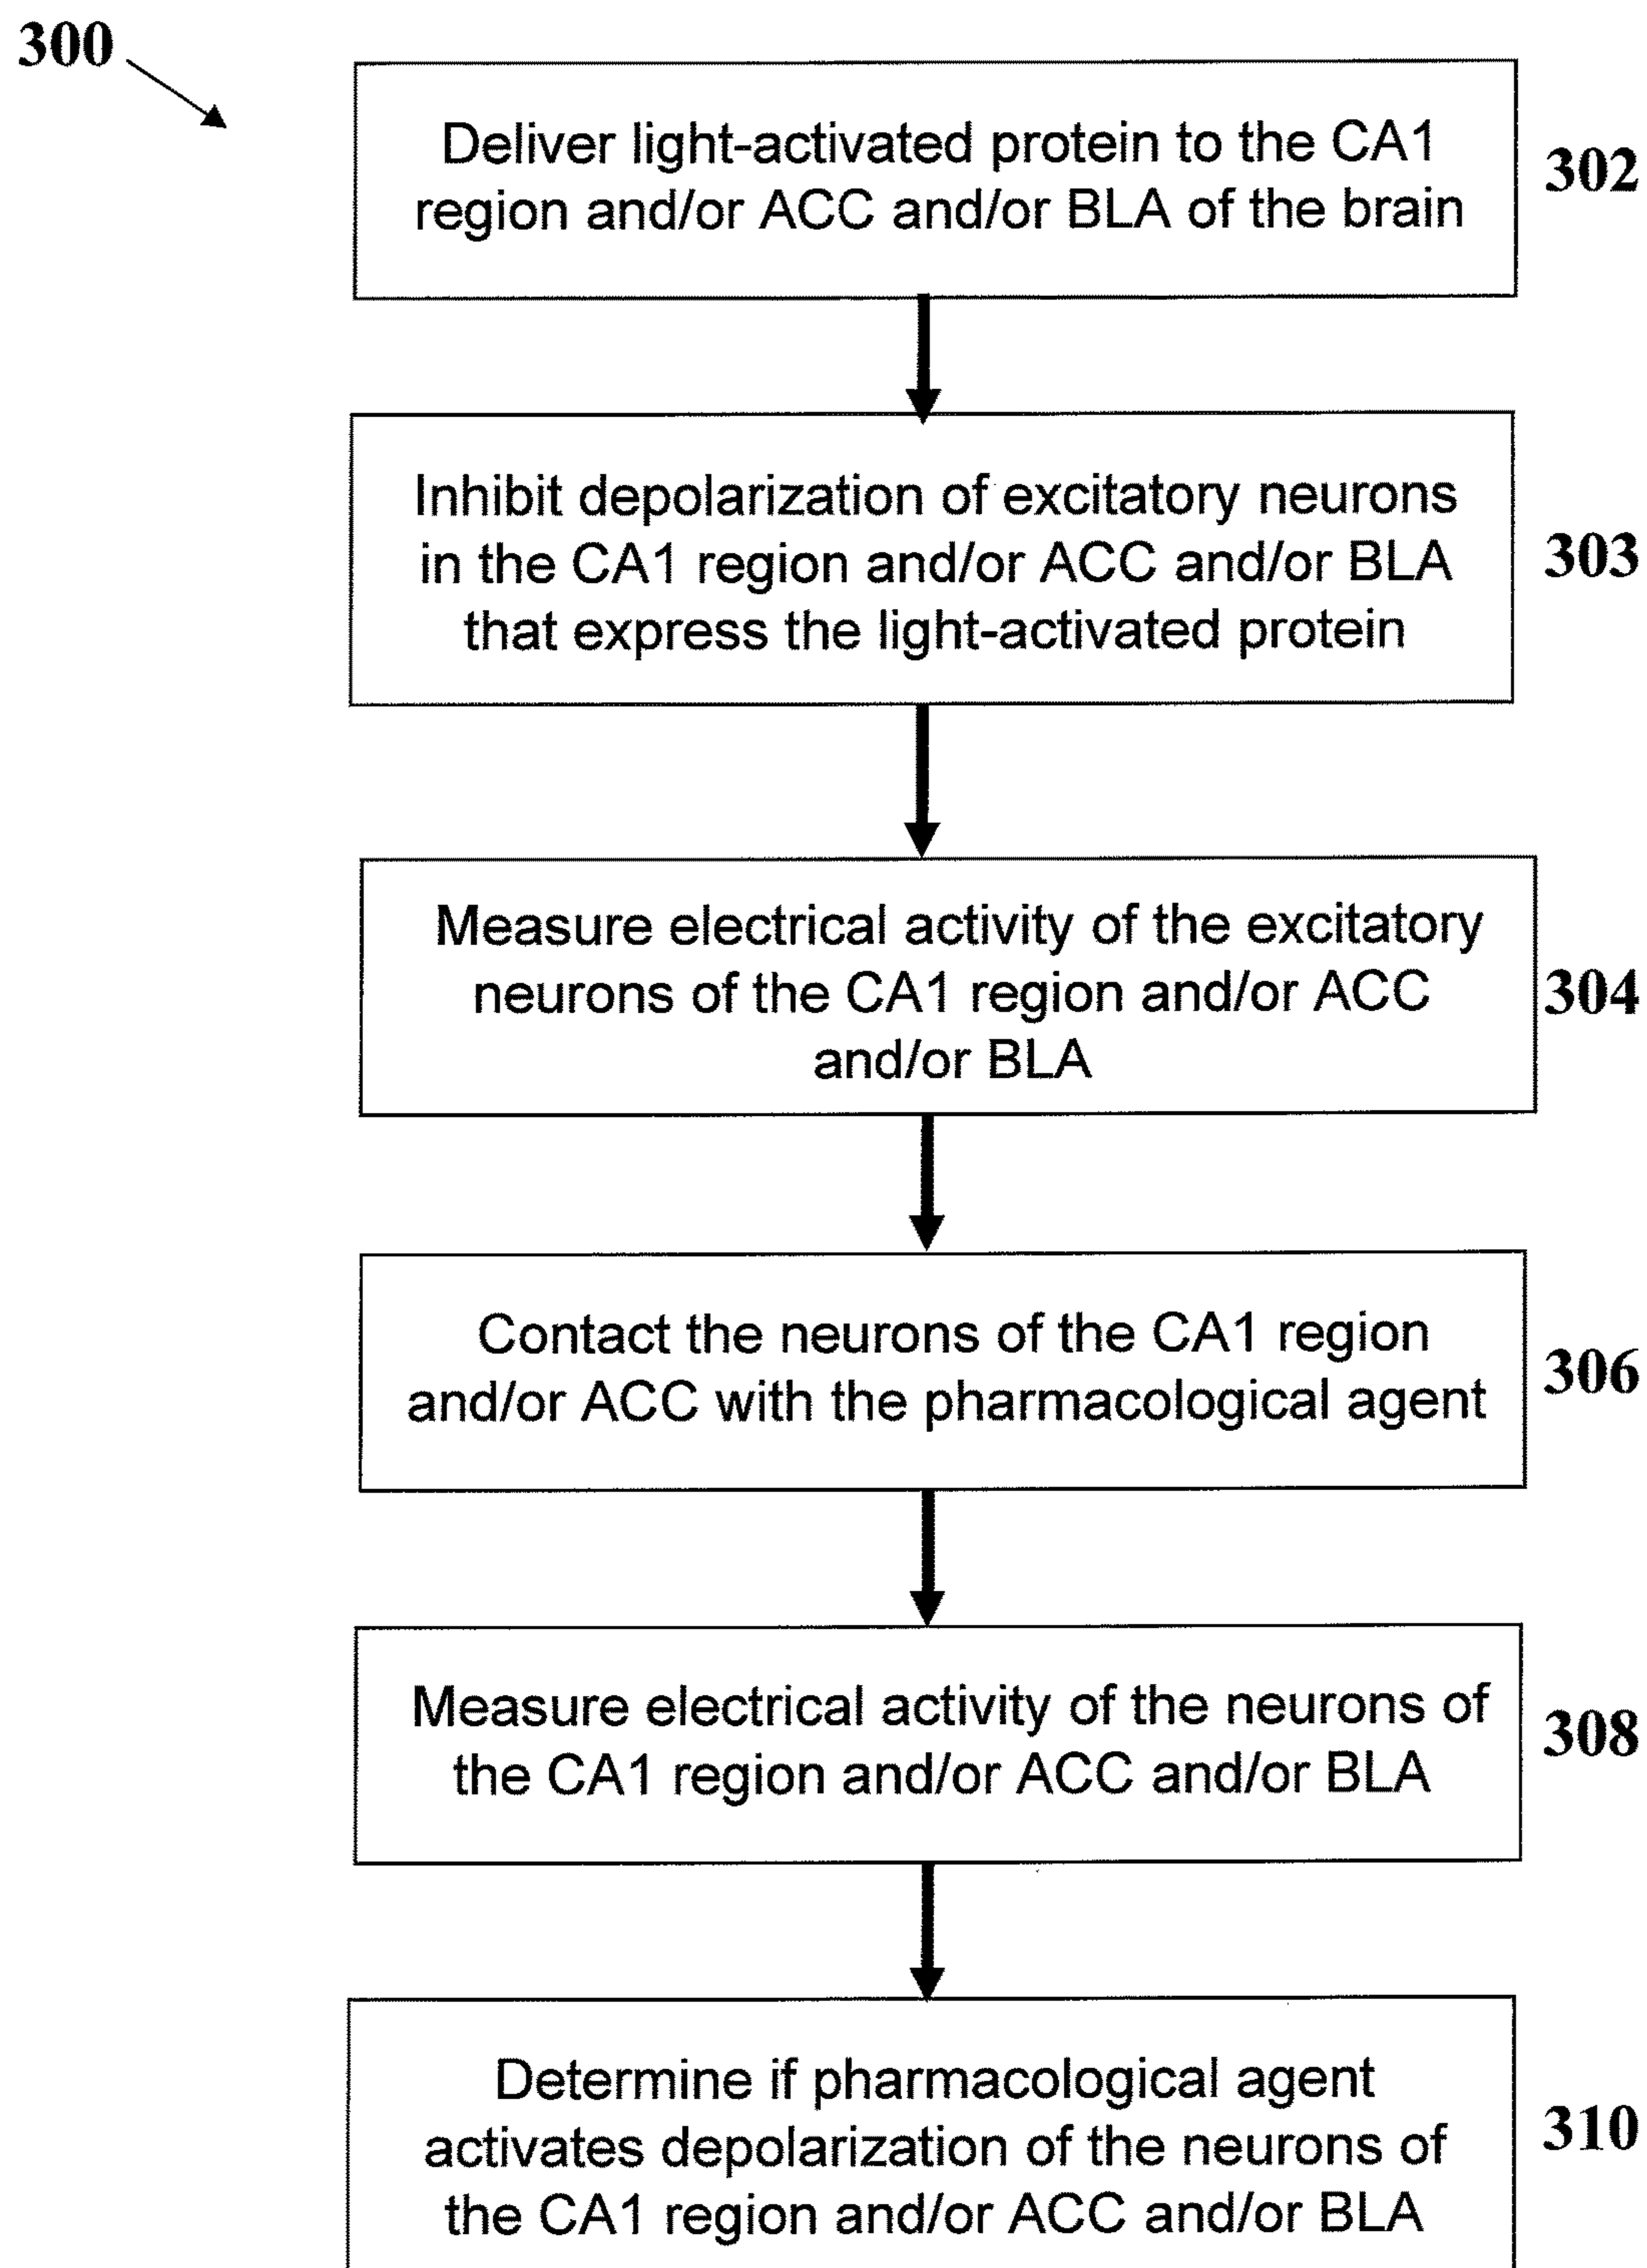 300
Deliver light-activated protein to the CA1
region and/or ACC and/or BLA of the brain
302
Inhibit depolarization of excitatory neurons
in the CA1 region and/or ACC and/or BLA
that express the light-activated protein
303
Measure electrical activity of the excitatory
neurons of the CA1 region and/or ACC
and/or BLA
304
Contact the neurons of the CA1 region
and/or ACC with the pharmacological agent
306
Measure electrical activity of the neurons of
the CA1 region and/or ACC and/or BLA
308
Determine if pharmacological agent
activates depolarization of the neurons of
the CA1 region and/or ACC and/or BLA
310